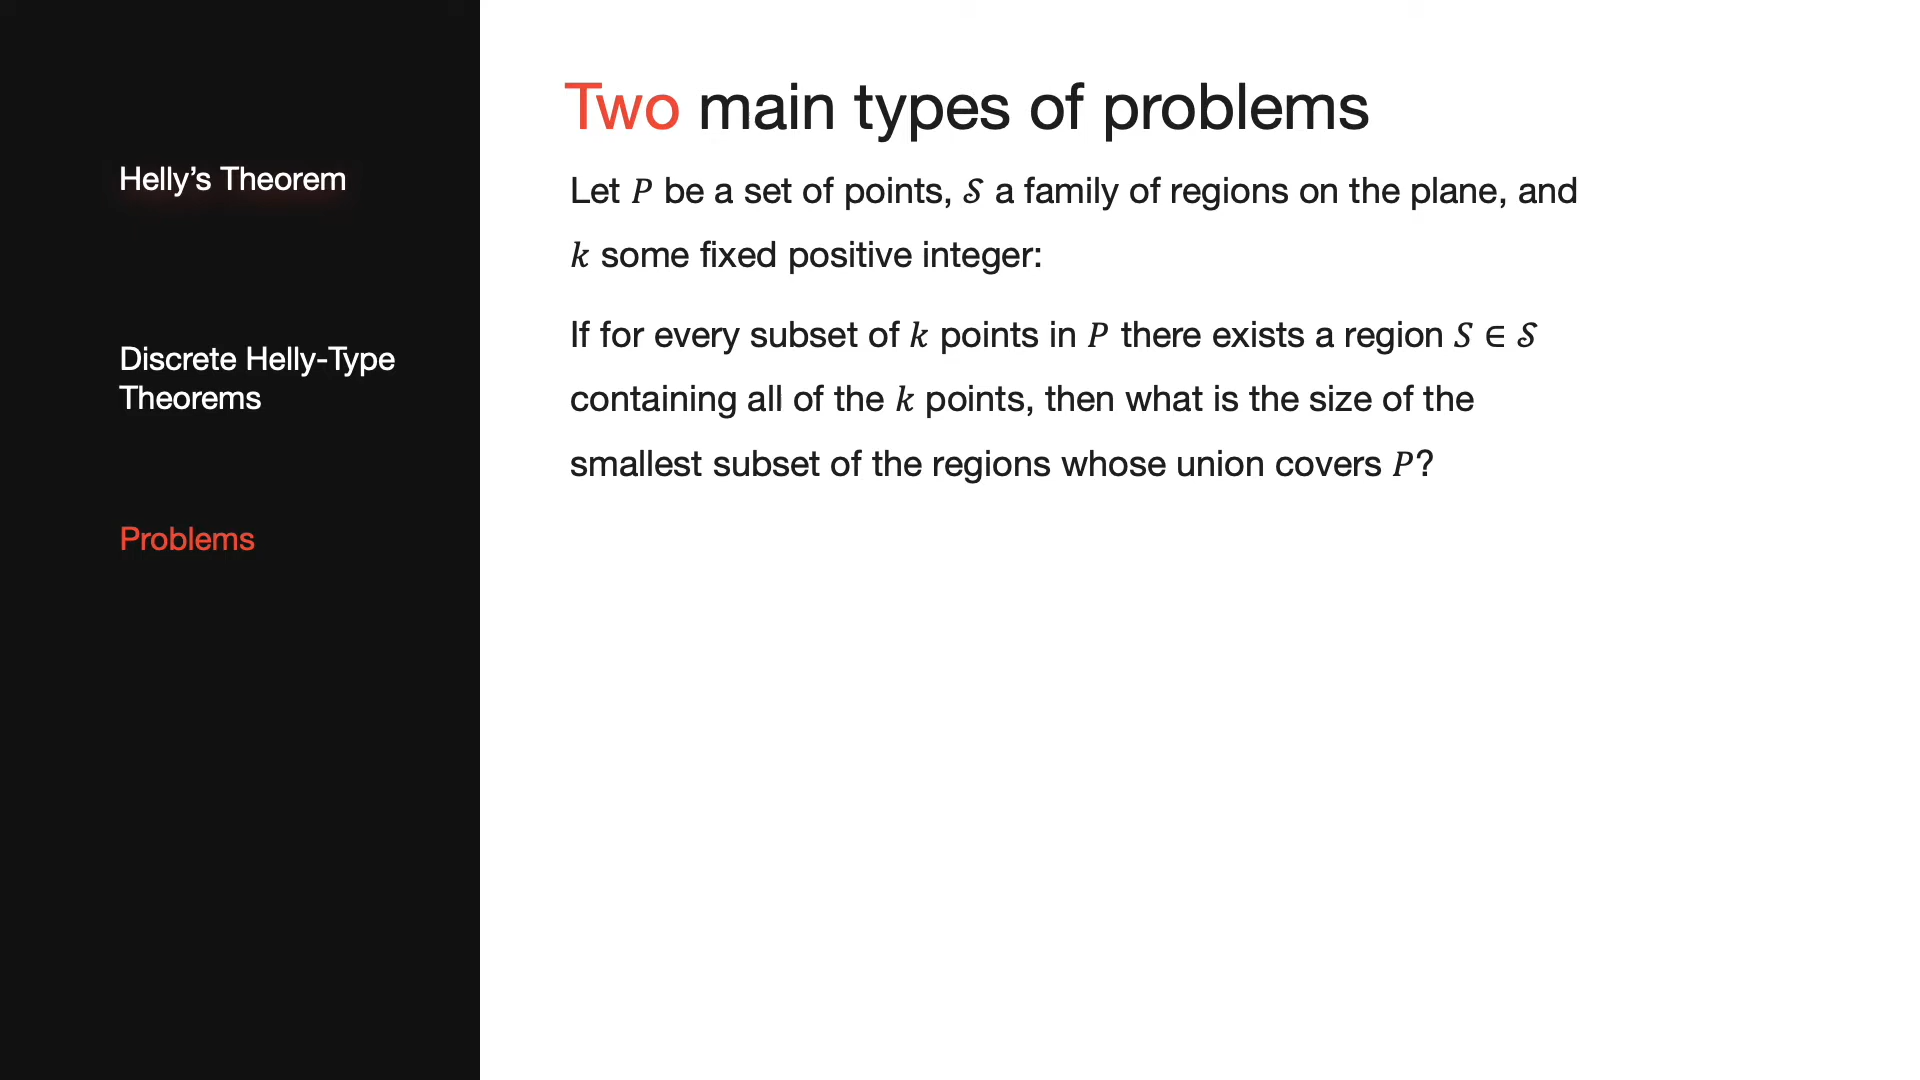 Helly’s Theorem
Discrete Helly-Type
Theorems
Problems
Two main types of problems
Let 𝑃 be a set of points, 𝒮 a family of regions on the plane, and
𝑘 some fixed positive integer:
If for every subset of 𝑘 points in 𝑃 there exists a region 𝑆 ∈ 𝒮
containing all of the 𝑘 points, then what is the size of the
smallest subset of the regions whose union covers 𝑃?